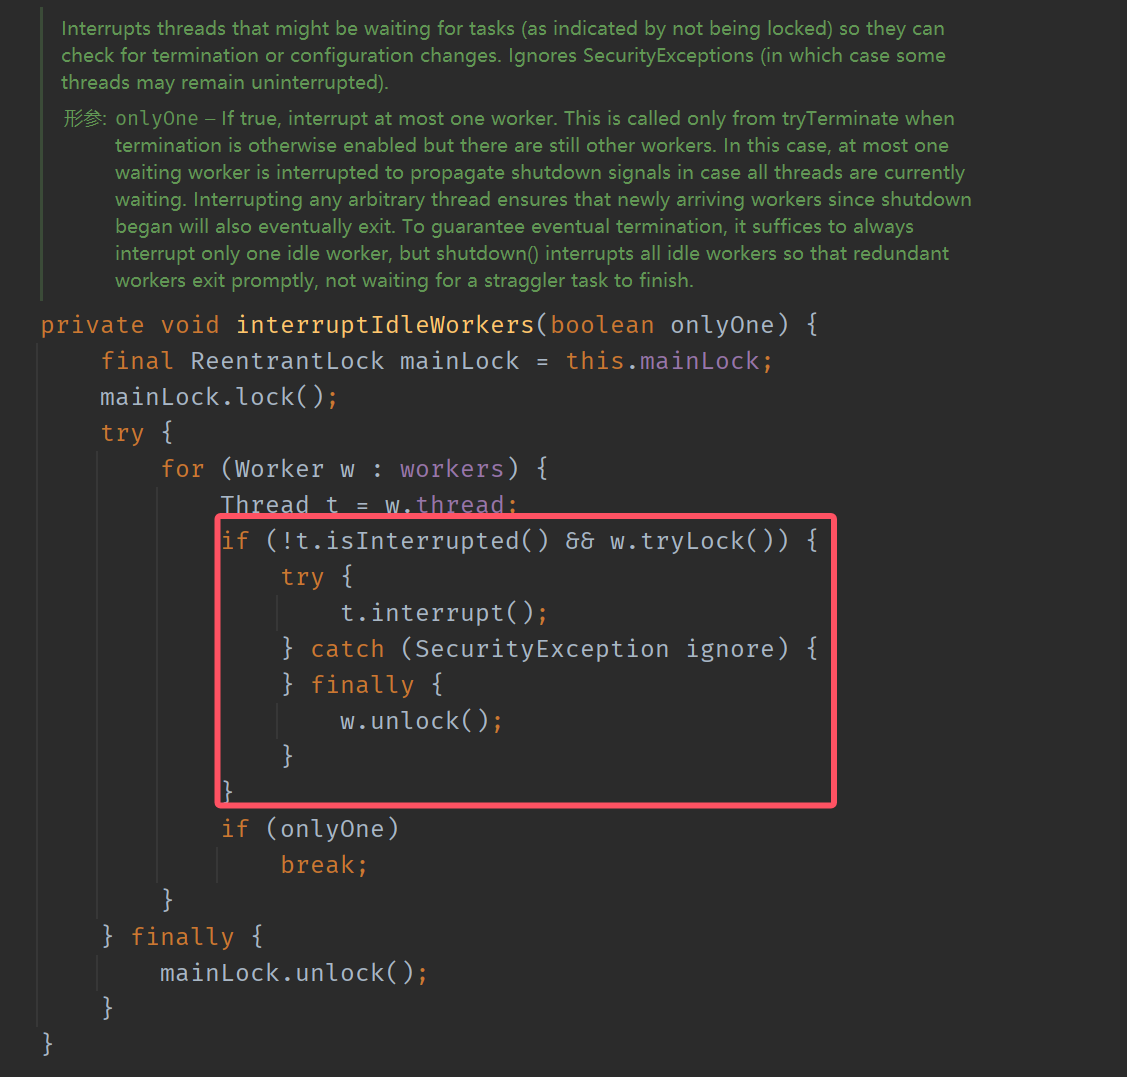 Interrupts threads that might be waiting for tasks (as indicated by not being locked) so they can
check for termination or configuration changes. Ignores SecurityExceptions (in which case some
threads may remain uninterrupted).
形参: onlyOne – If true, interrupt at most one worker. This is called only from tryTerminate when
termination is otherwise enabled but there are still other workers. In this case, at most one
waiting worker is interrupted to propagate shutdown signals in case all threads are currently
waiting. Interrupting any arbitrary thread ensures that newly arriving workers since shutdown
began will also eventually exit. To guarantee eventual termination, it suffices to always
interrupt only one idle worker, but shutdown() interrupts all idle workers so that redundant
workers exit promptly, not waiting for a straggler task to finish.
private void interruptIdleWorkers(boolean onlyOne) {
    final ReentrantLock mainLock = this.mainLock;
    mainLock.lock();
    try {
        for (Worker w : workers) {
            Thread t = w.thread;
            if (!t.isInterrupted() && w.tryLock()) {
                try {
                    t.interrupt();
                } catch (SecurityException ignore) {
                } finally {
                    w.unlock();
                }
            }
            if (onlyOne)
                break;
        }
    } finally {
        mainLock.unlock();
    }
}